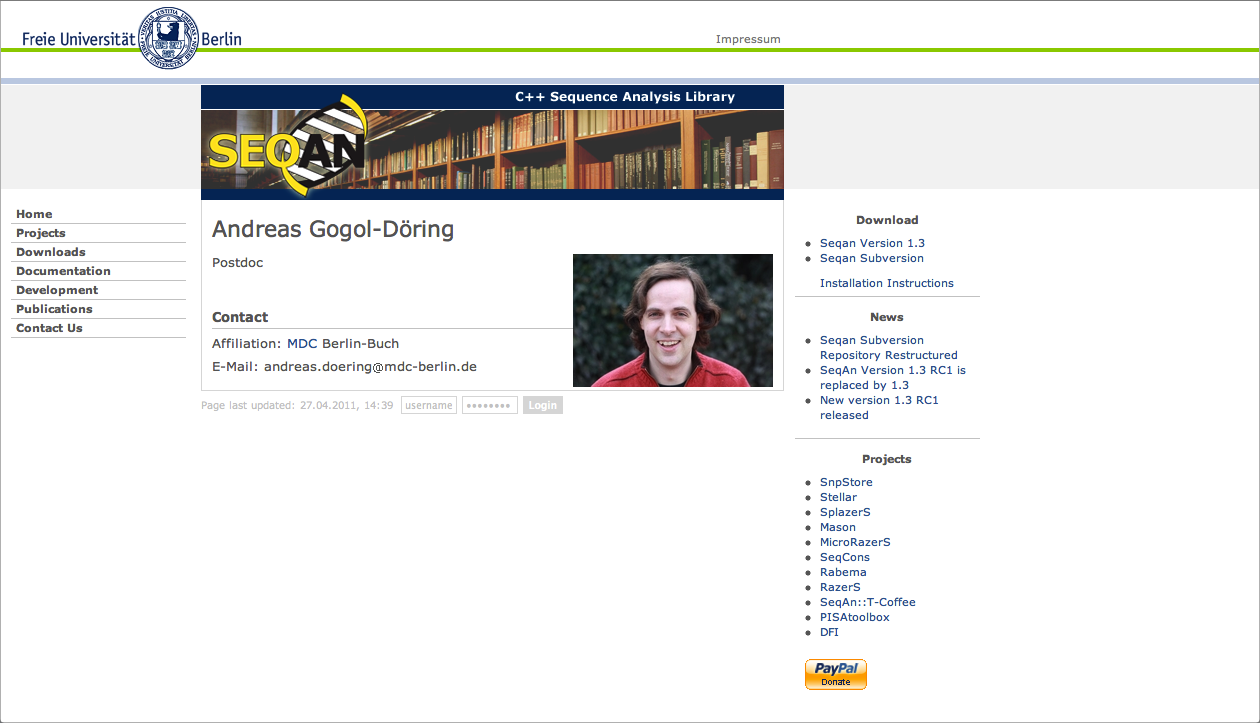 Freie Universität Berlin
Impressum
C++ Sequence Analysis Library
SEQAN
Home
Projects
Downloads
Documentation
Development
Publications
Contact Us
Andreas Gogol-Döring
Postdoc
Contact
Affiliation: MDC Berlin-Buch
E-Mail: andreas.doering@mdc-berlin.de
Page last updated: 27.04.2011, 14:39 username •••••••• Login
Download
Seqan Version 1.3
Seqan Subversion
Installation Instructions
News
Seqan Subversion
Repository Restructured
SeqAn Version 1.3 RC1 is
replaced by 1.3
New version 1.3 RC1
released
Projects
SnpStore
Stellar
SplazerS
Mason
MicroRazerS
SeqCons
Rabema
RazerS
SeqAn::T-Coffee
PISAtoolbox
DFI
PayPal
Donate